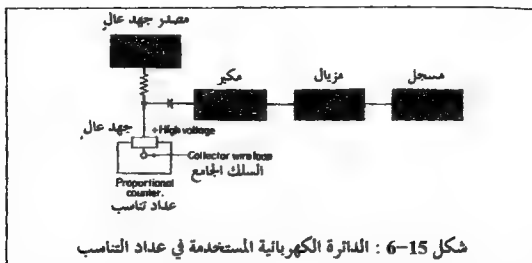 مصدر جهد عالٍ
مكبر
مزيال
مسجل
جهد عالٍ
+High voltage
Collector wire loop
السلك الجامع
Proportional
counter.
عداد تناسب
شكل 15-6 : الدائرة الكهربائية المستخدمة في عداد التناسب